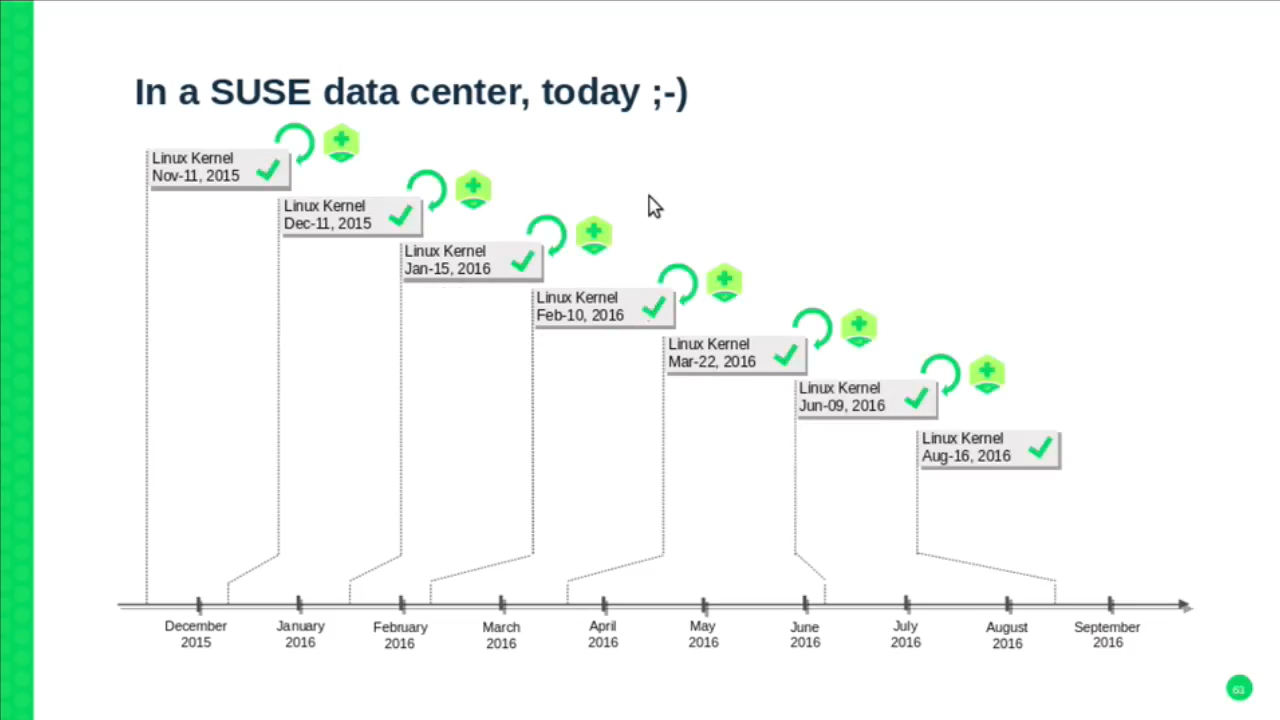 In a SUSE data center, today ;-)
Linux Kernel
Nov-11, 2015
Linux Kernel
Dec-11, 2015
Linux Kernel
Jan-15, 2016
Linux Kernel
Feb-10, 2016
Linux Kernel
Mar-22, 2016
Linux Kernel
Jun-09, 2016
Linux Kernel
Aug-16, 2016
December
2015
January
2016
February
2016
March
2016
April
2016
May
2016
June
2016
July
2016
August
2016
September
2016